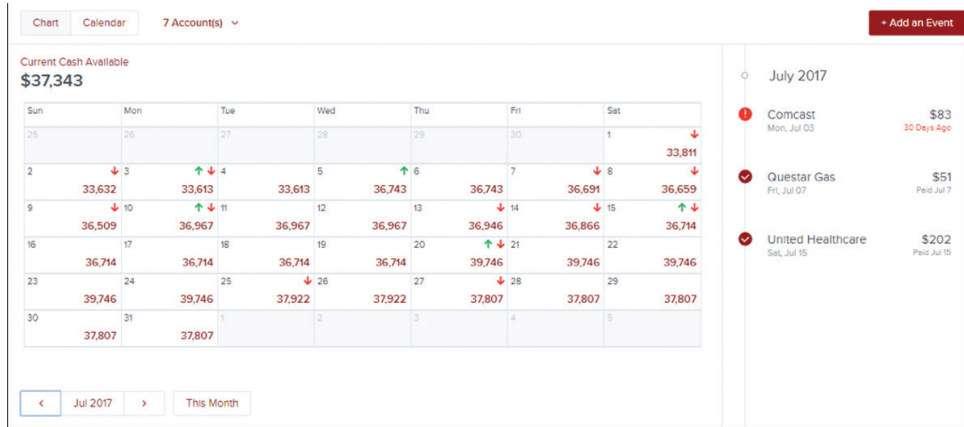 Chart Calendar 7 Account(s) + Add an Event
Current Cash Available
$37,343
Sun Mon Tue Wed Thu Fri Sat
25 26 27 28 29 30 1
33,811
2 3 4 5 6 7 8
33,632 33,613 33,613 36,743 36,743 36,691 36,659
9 10 11 12 13 14 15
36,509 36,967 36,967 36,967 36,946 36,866 36,714
16 17 18 19 20 21 22
36,714 36,714 36,714 36,714 39,746 39,746 39,746
23 24 25 26 27 28 29
39,746 39,746 37,922 37,922 37,807 37,807 37,807
30 31 1 2 3 4 5
37,807 37,807
< Jul 2017 > This Month
July 2017
Comcast $83
Mon, Jul 03 30 Days Ago
Questar Gas $51
Fri, Jul 07 Paid Jul 7
United Healthcare $202
Sat, Jul 15 Paid Jul 15